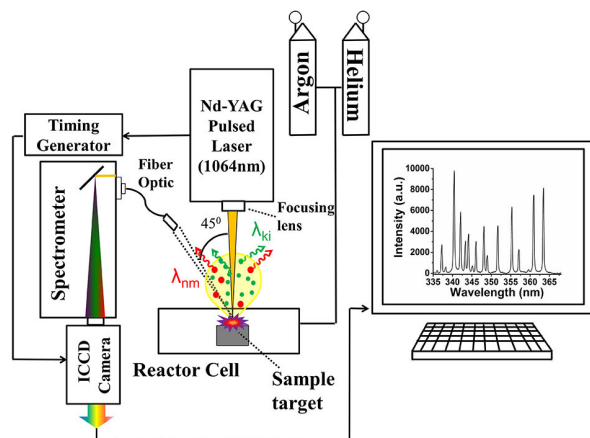 Argon
Helium
Nd-YAG
Pulsed
Laser
(1064nm)
Timing
Generator
Fiber
Optic
Focusing
lens
45⁰
λki
λnm
Spectrometer
ICCD
Camera
Reactor Cell
Sample
target
Intensity (a.u.)
10000
8000
6000
4000
2000
0
335 340 345 350 355 360 365
Wavelength (nm)